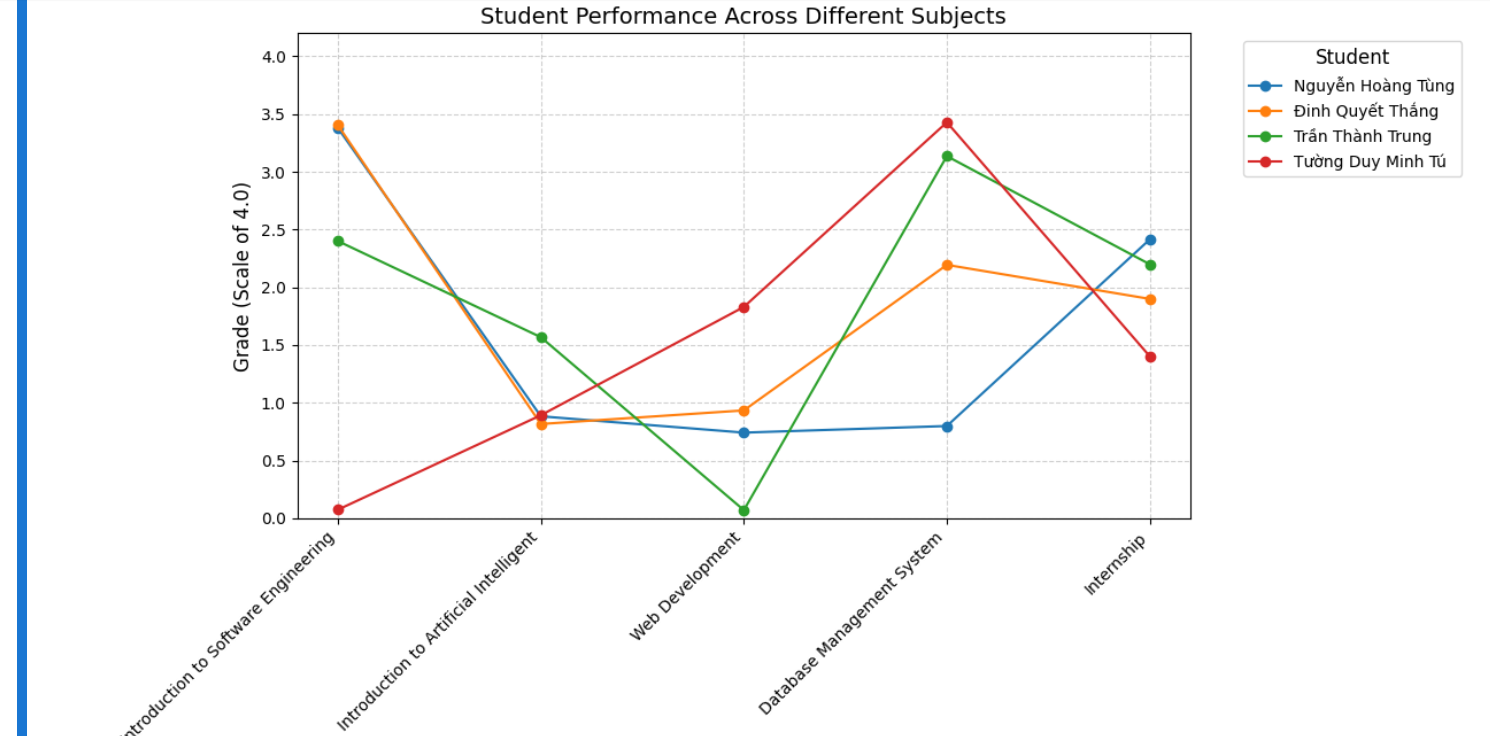 Student Performance Across Different Subjects
Student
Nguyễn Hoàng Tùng
Đinh Quyết Thắng
Trần Thành Trung
Tường Duy Minh Tú
Grade (Scale of 4.0)
4.0
3.5
3.0
2.5
2.0
1.5
1.0
0.5
0.0
ntroduction to Software Engineering
Introduction to Artificial Intelligent
Web Development
Database Management System
Internship